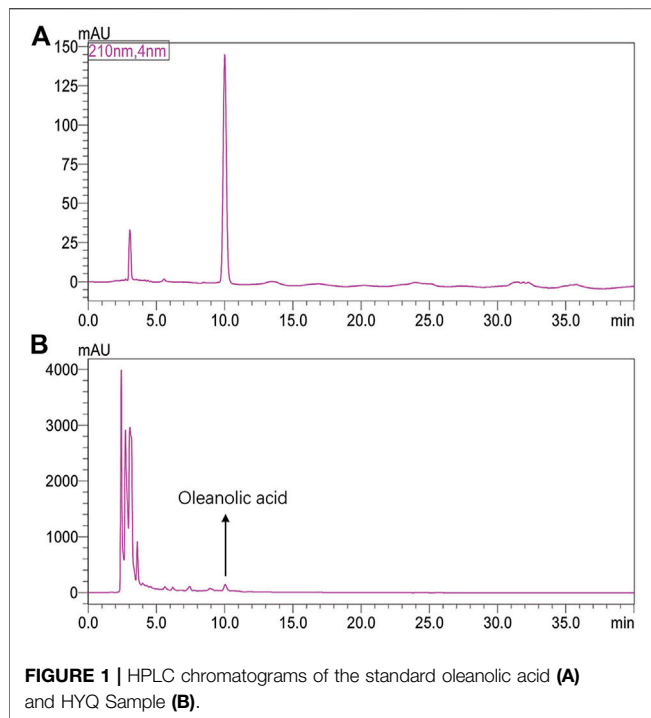 A
mAU
210nm,4nm
150
125
100
75
50
25
0
0.0 5.0 10.0 15.0 20.0 25.0 30.0 35.0 min
B
mAU
4000
3000
Oleanolic acid
2000
1000
0
0.0 5.0 10.0 15.0 20.0 25.0 30.0 35.0 min
FIGURE 1 | HPLC chromatograms of the standard oleanolic acid (A)
and HYQ Sample (B).